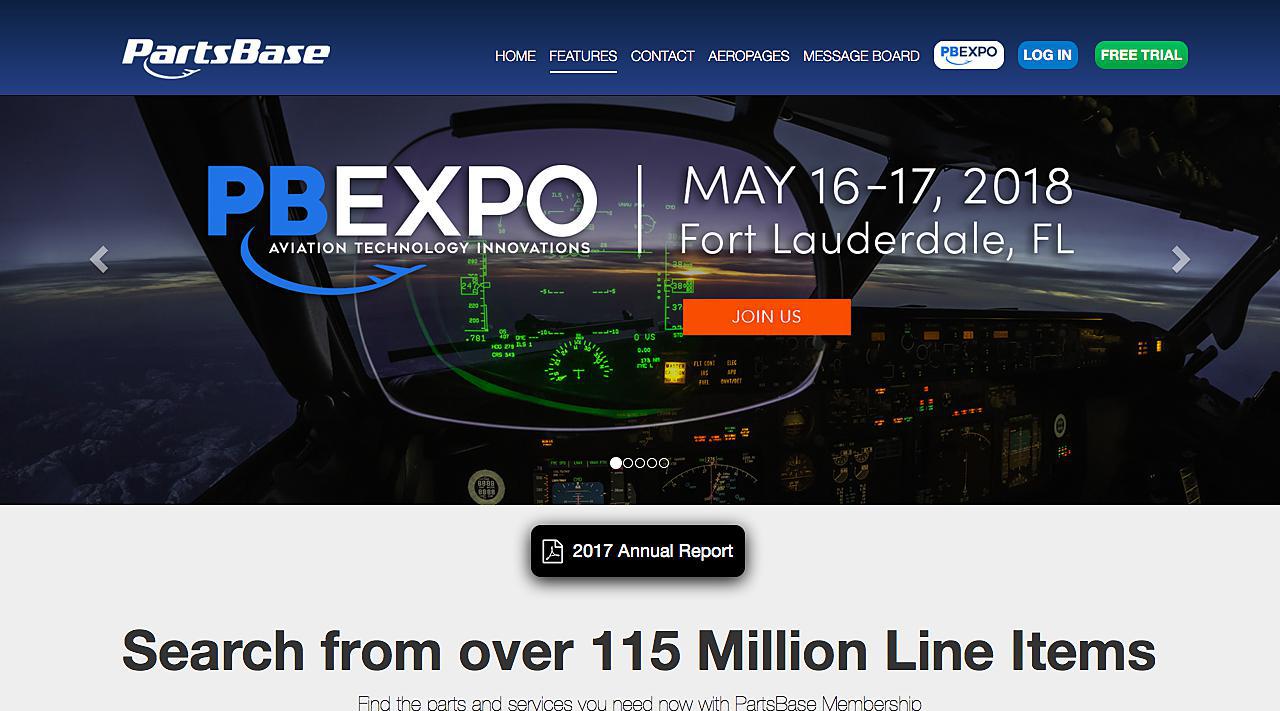 PartsBase
HOME FEATURES CONTACT AEROPAGES MESSAGE BOARD PBEXPO LOG IN FREE TRIAL
PBEXPO
AVIATION TECHNOLOGY INNOVATIONS
MAY 16-17, 2018
Fort Lauderdale, FL
JOIN US
2017 Annual Report
Search from over 115 Million Line Items
Find the parts and services you need now with PartsBase Membership